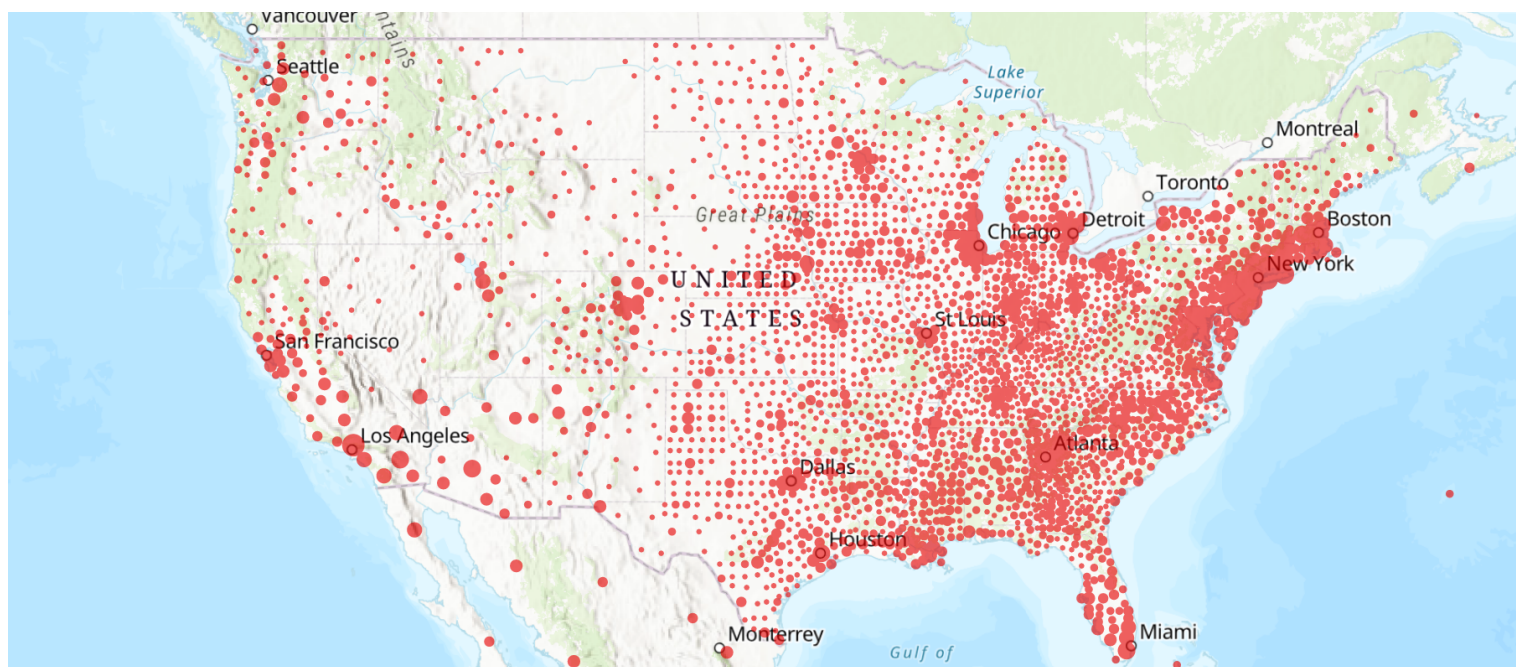 Vancouver
ntains
Seattle
Lake
Superior
Montreal
Toronto
Great Plains
Detroit
Boston
Chicago
New York
UNITED
STATES
St Louis
San Francisco
Los Angeles
Atlanta
Dallas
Houston
Monterrey
Miami
Gulf of